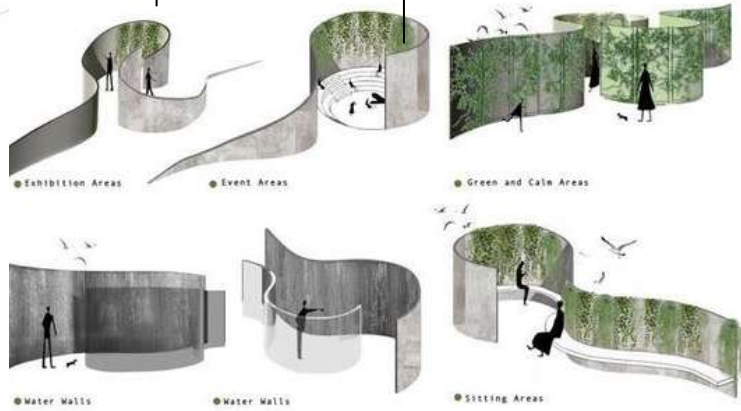 Exhibition Areas
Event Areas
Green and Calm Areas
Water Walls
Water Walls
Sitting Areas